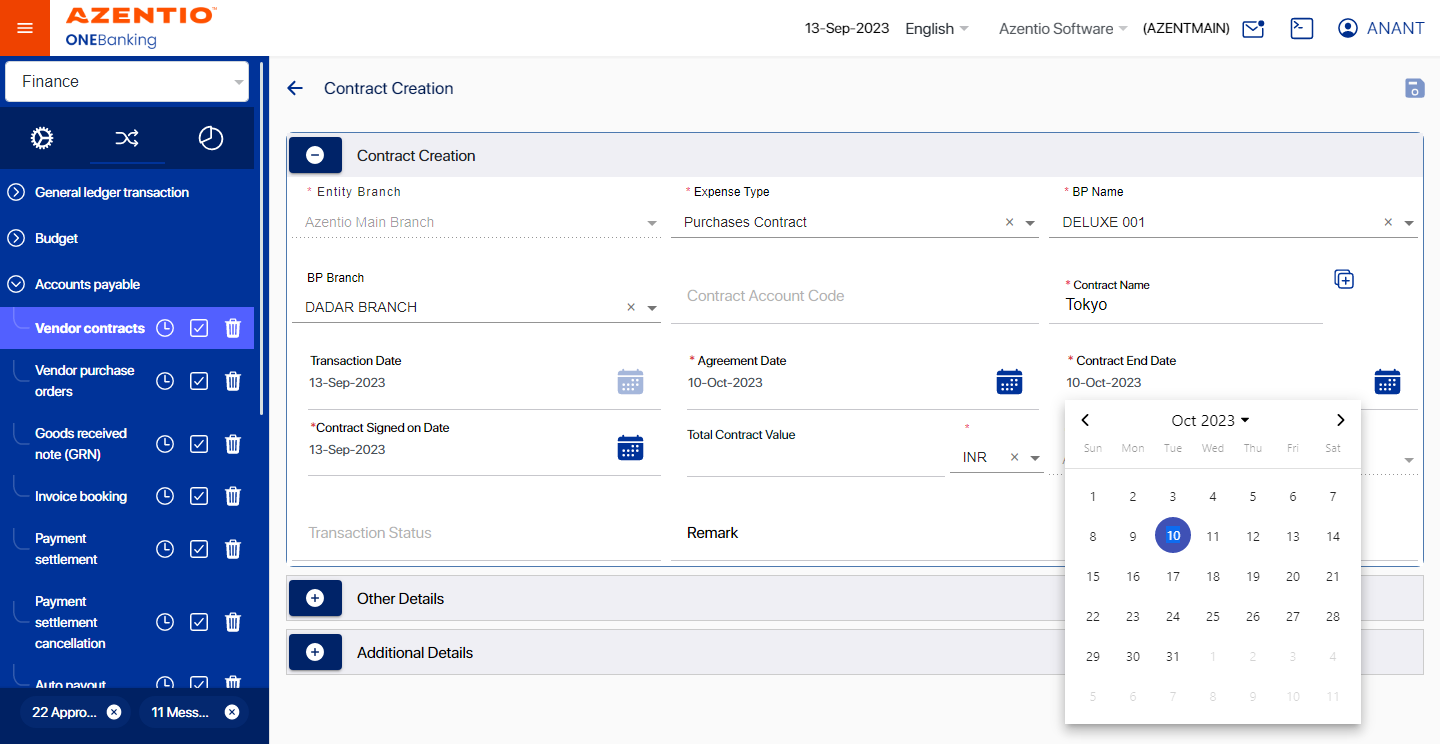 AZENTIO™
ONEBanking
13-Sep-2023 English Azentio Software (AZENTMAIN) ANANT
Finance
General ledger transaction
Budget
Accounts payable
Vendor contracts
Vendor purchase
orders
Goods received
note (GRN)
Invoice booking
Payment
settlement
Payment
settlement
cancellation
Auto payout
22 Appro... 11 Mess...
Contract Creation
Contract Creation
* Entity Branch * Expense Type * BP Name
Azentio Main Branch Purchases Contract DELUXE 001
BP Branch
DADAR BRANCH Contract Account Code
* Contract Name
Tokyo
Transaction Date * Agreement Date * Contract End Date
13-Sep-2023 10-Oct-2023 10-Oct-2023
*Contract Signed on Date
13-Sep-2023
Total Contract Value * INR
Transaction Status Remark
Other Details
Additional Details
Oct 2023
Sun Mon Tue Wed Thu Fri Sat
1 2 3 4 5 6 7
8 9 10 11 12 13 14
15 16 17 18 19 20 21
22 23 24 25 26 27 28
29 30 31 1 2 3 4
5 6 7 8 9 10 11